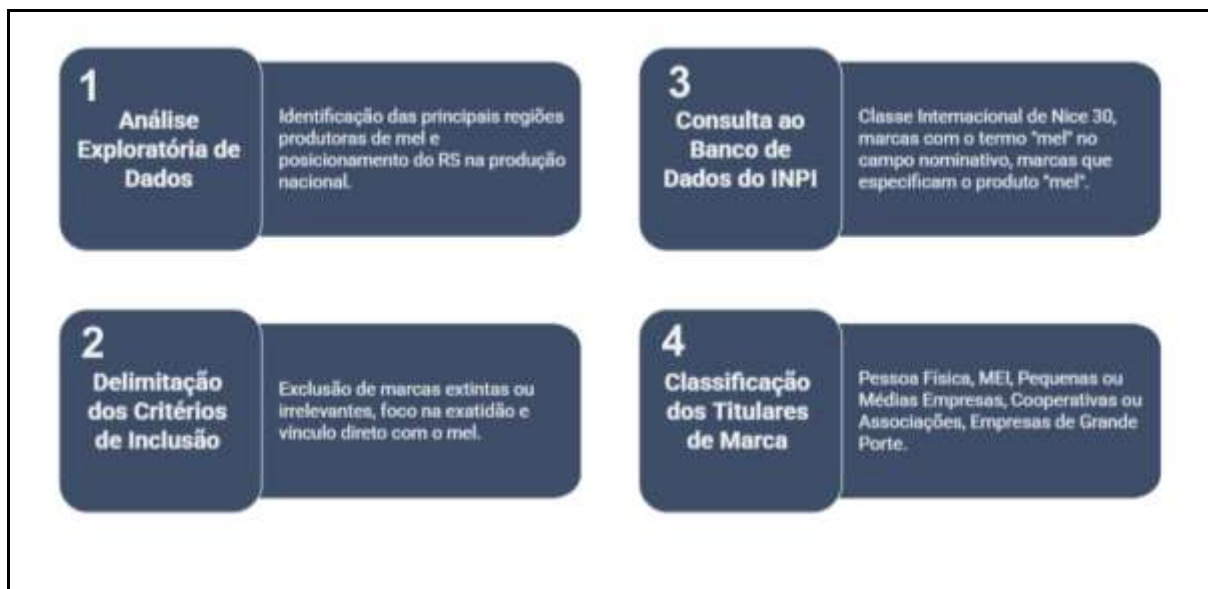 1
Análise
Exploratória de
Dados
Identificação das principais regiões
produtoras de mel e
posicionamento do RS na produção
nacional.
2
Delimitação
dos Critérios
de Inclusão
Exclusão de marcas extintas ou
irrelevantes, foco na exatidão e
vínculo direto com o mel.
3
Consulta ao
Banco de
Dados do INPI
Classe Internacional de Nice 30,
marcas com o termo "mel" no
campo nominativo, marcas que
especificam o produto "mel".
4
Classificação
dos Titulares
de Marca
Pessoa Física, MEI, Pequenas ou
Médias Empresas, Cooperativas ou
Associações, Empresas de Grande
Porte.